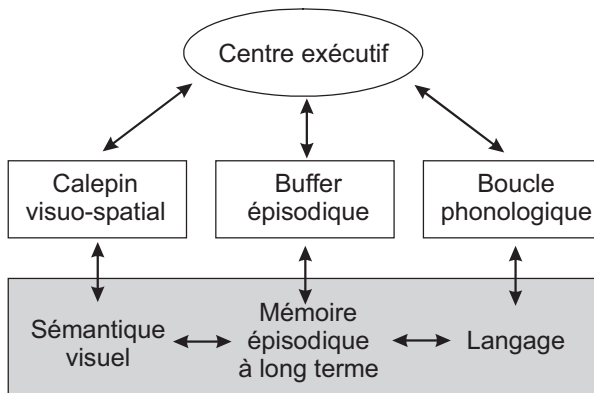 Centre exécutif
Calepin
visuo-spatial
Buffer
épisodique
Boucle
phonologique
Sémantique
visuel
Mémoire
épisodique
à long terme
Langage